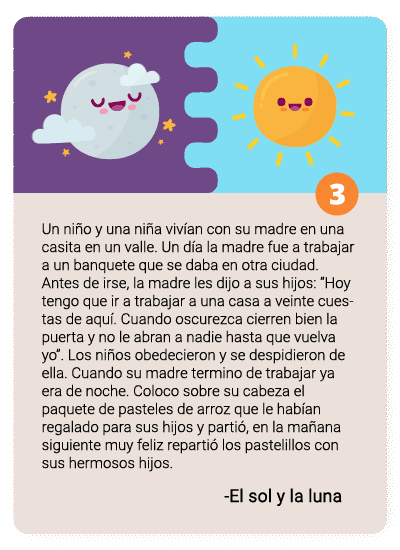 3
Un niño y una niña vivían con su madre en una
casita en un valle. Un día la madre fue a trabajar
a un banquete que se daba en otra ciudad.
Antes de irse, la madre les dijo a sus hijos: “Hoy
tengo que ir a trabajar a una casa a veinte cues-
tas de aquí. Cuando oscurezca cierren bien la
puerta y no le abran a nadie hasta que vuelva
yo”. Los niños obedecieron y se despidieron de
ella. Cuando su madre termino de trabajar ya
era de noche. Coloco sobre su cabeza el
paquete de pasteles de arroz que le habían
regalado para sus hijos y partió, en la mañana
siguiente muy feliz repartió los pastelillos con
sus hermosos hijos.
-El sol y la luna